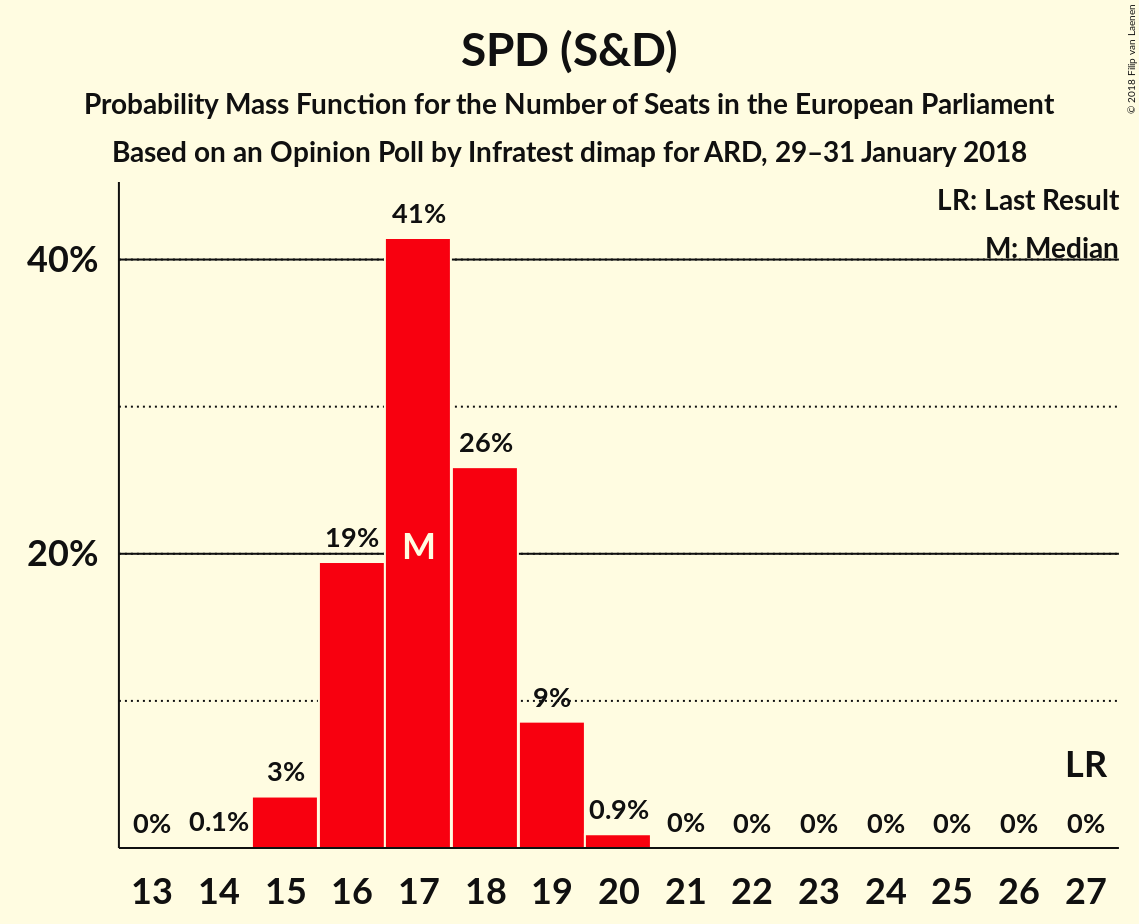 SPD (S&D)
Probability Mass Function for the Number of Seats in the European Parliament
Based on an Opinion Poll by Infratest dimap for ARD, 29–31 January 2018
© 2018 Filip van Laenen
LR: Last Result
M: Median
40%
20%
0% 0.1% 3% 19% 41% 26% 9% 0.9% 0% 0% 0% 0% 0% 0% 0%
M
LR
13 14 15 16 17 18 19 20 21 22 23 24 25 26 27